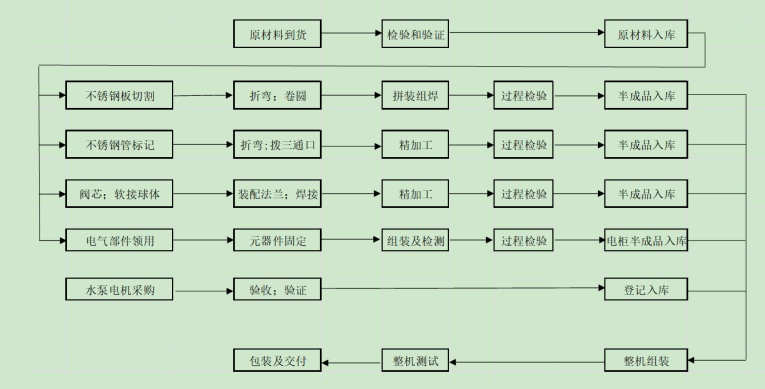 原材料到货 检验和验证 原材料入库
不锈钢板切割 折弯；卷圆 拼装组焊 过程检验 半成品入库
不锈钢管标记 折弯;拨三通口 精加工 过程检验 半成品入库
阀芯；软接球体 装配法兰；焊接 精加工 过程检验 半成品入库
电气部件领用 元器件固定 组装及检测 过程检验 电柜半成品入库
水泵电机采购 验收；验证 登记入库
包装及交付 整机测试 整机组装